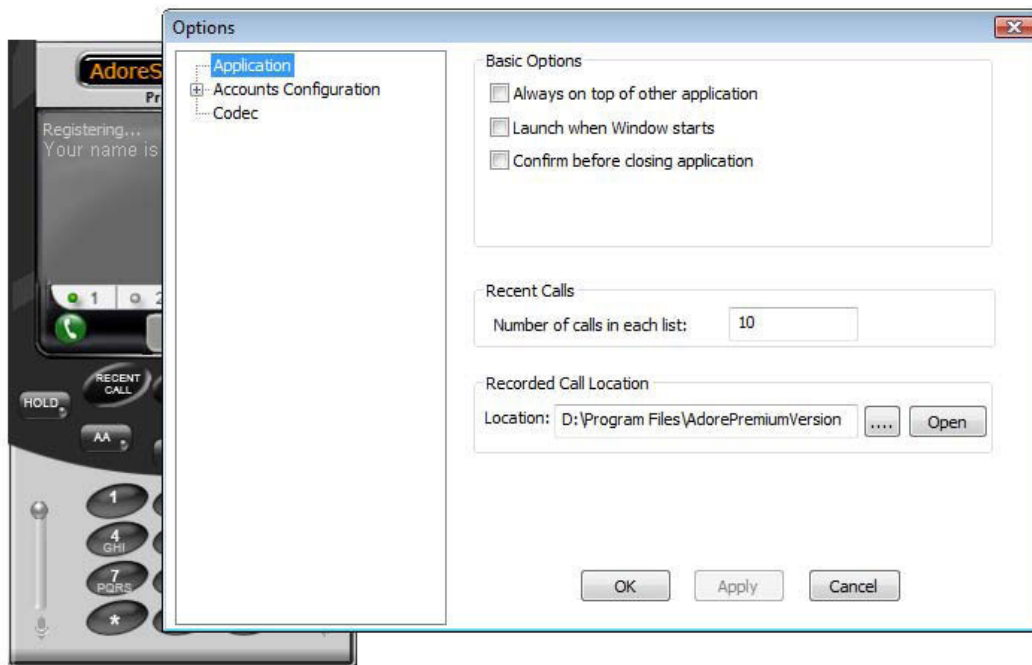 Options
Application
Accounts Configuration
Codec
Basic Options
Always on top of other application
Launch when Window starts
Confirm before closing application
Recent Calls
Number of calls in each list: 10
Recorded Call Location
Location: D:\Program Files\AdorePremiumVersion .... Open
OK Apply Cancel
Registering...
Your name is
1 2
RECENT CALL
HOLD
AA
1
4 GHI
7 PQRS
*